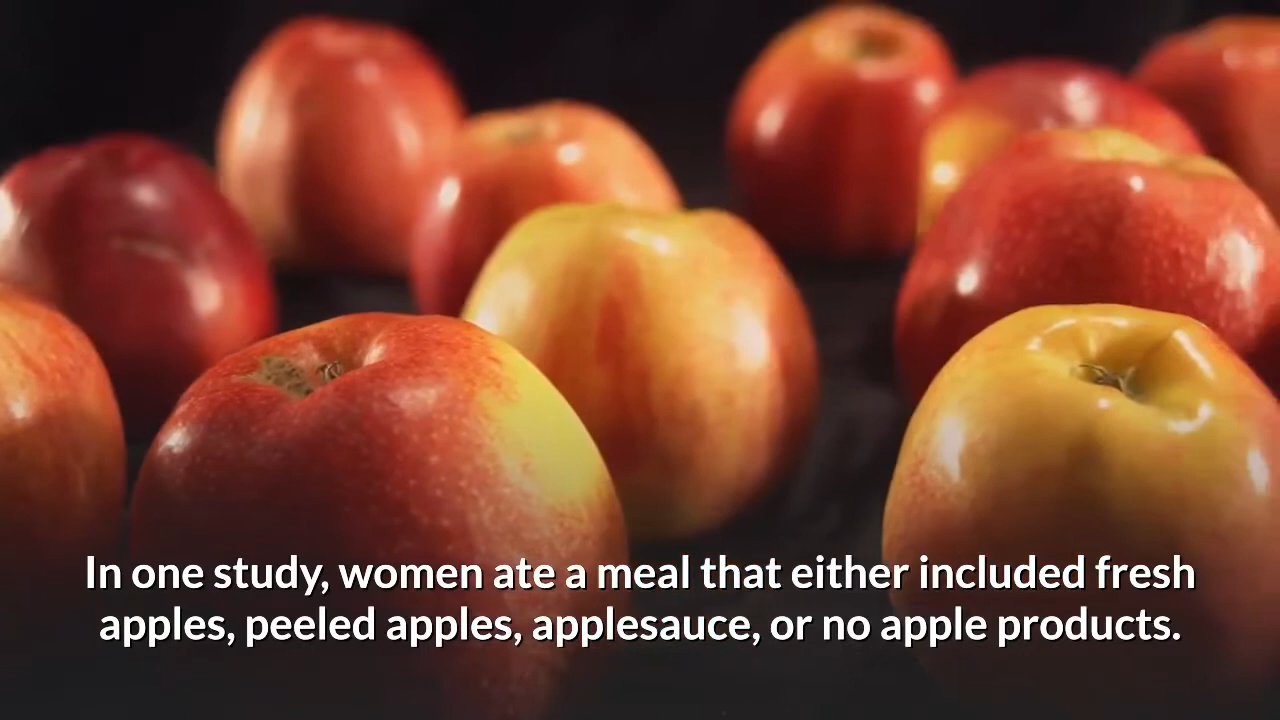 In one study, women ate a meal that either included fresh
apples, peeled apples, applesauce, or no apple products.